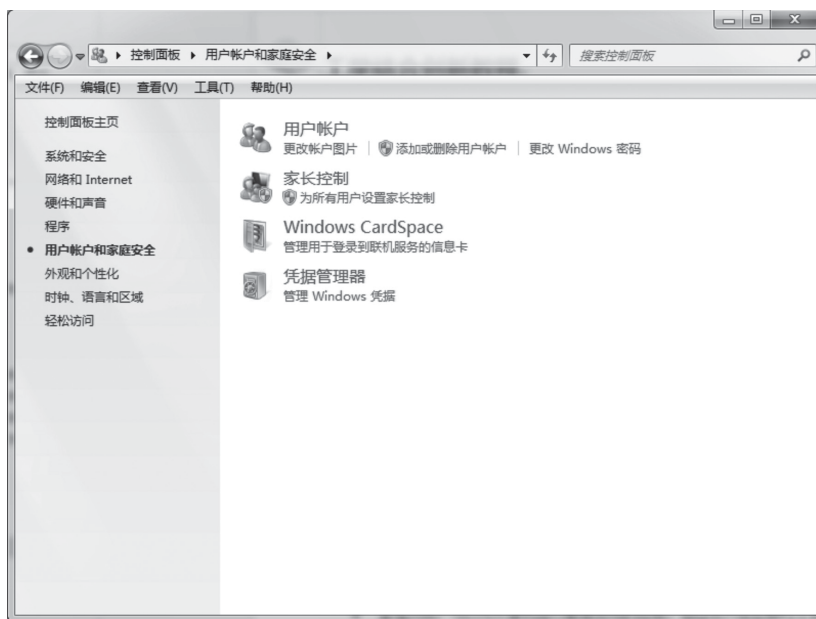 控制面板 ▸ 用户帐户和家庭安全 ▸
搜索控制面板
文件(F) 编辑(E) 查看(V) 工具(T) 帮助(H)
控制面板主页
系统和安全
网络和 Internet
硬件和声音
程序
• 用户帐户和家庭安全
外观和个性化
时钟、语言和区域
轻松访问
用户帐户
更改帐户图片 | 添加或删除用户帐户 | 更改 Windows 密码
家长控制
为所有用户设置家长控制
Windows CardSpace
管理用于登录到联机服务的信息卡
凭据管理器
管理 Windows 凭据